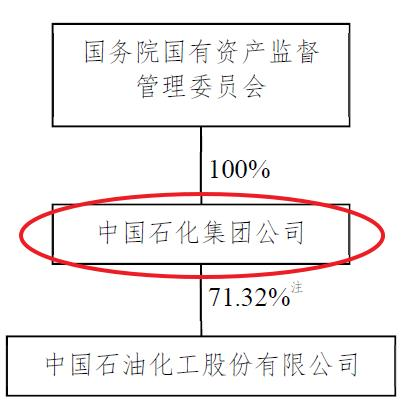 国务院国有资产监督
管理委员会
100%
中国石化集团公司
71.32%注
中国石油化工股份有限公司